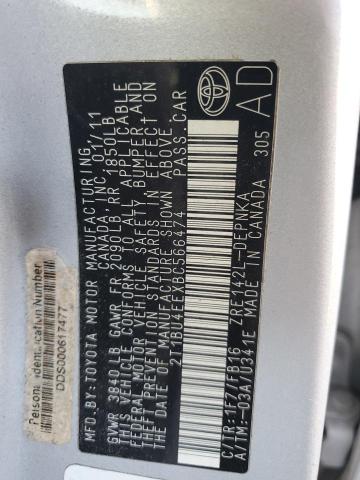 MFD.BY:TOYOTA MOTOR MANUFACTURING
CANADA INC. 01/11
GVWR 3840LB GAWR FR 2090LB RR 1850LB
THIS VEHICLE CONFORMS TO ALL APPLICABLE
FEDERAL MOTOR VEHICLE SAFETY, BUMPER, AND
THEFT PREVENTION STANDARDS IN EFFECT ON
THE DATE OF MANUFACTURE SHOWN ABOVE.
2T1BU4EEXBC566474 PASS.CAR
C/TR:1F7/FB16 ZRE142L-DEPNKA
A/TM:-03A/U341E MADE IN CANADA 305
TOYOTA
AD
Personal Identification Number
DDS000617477